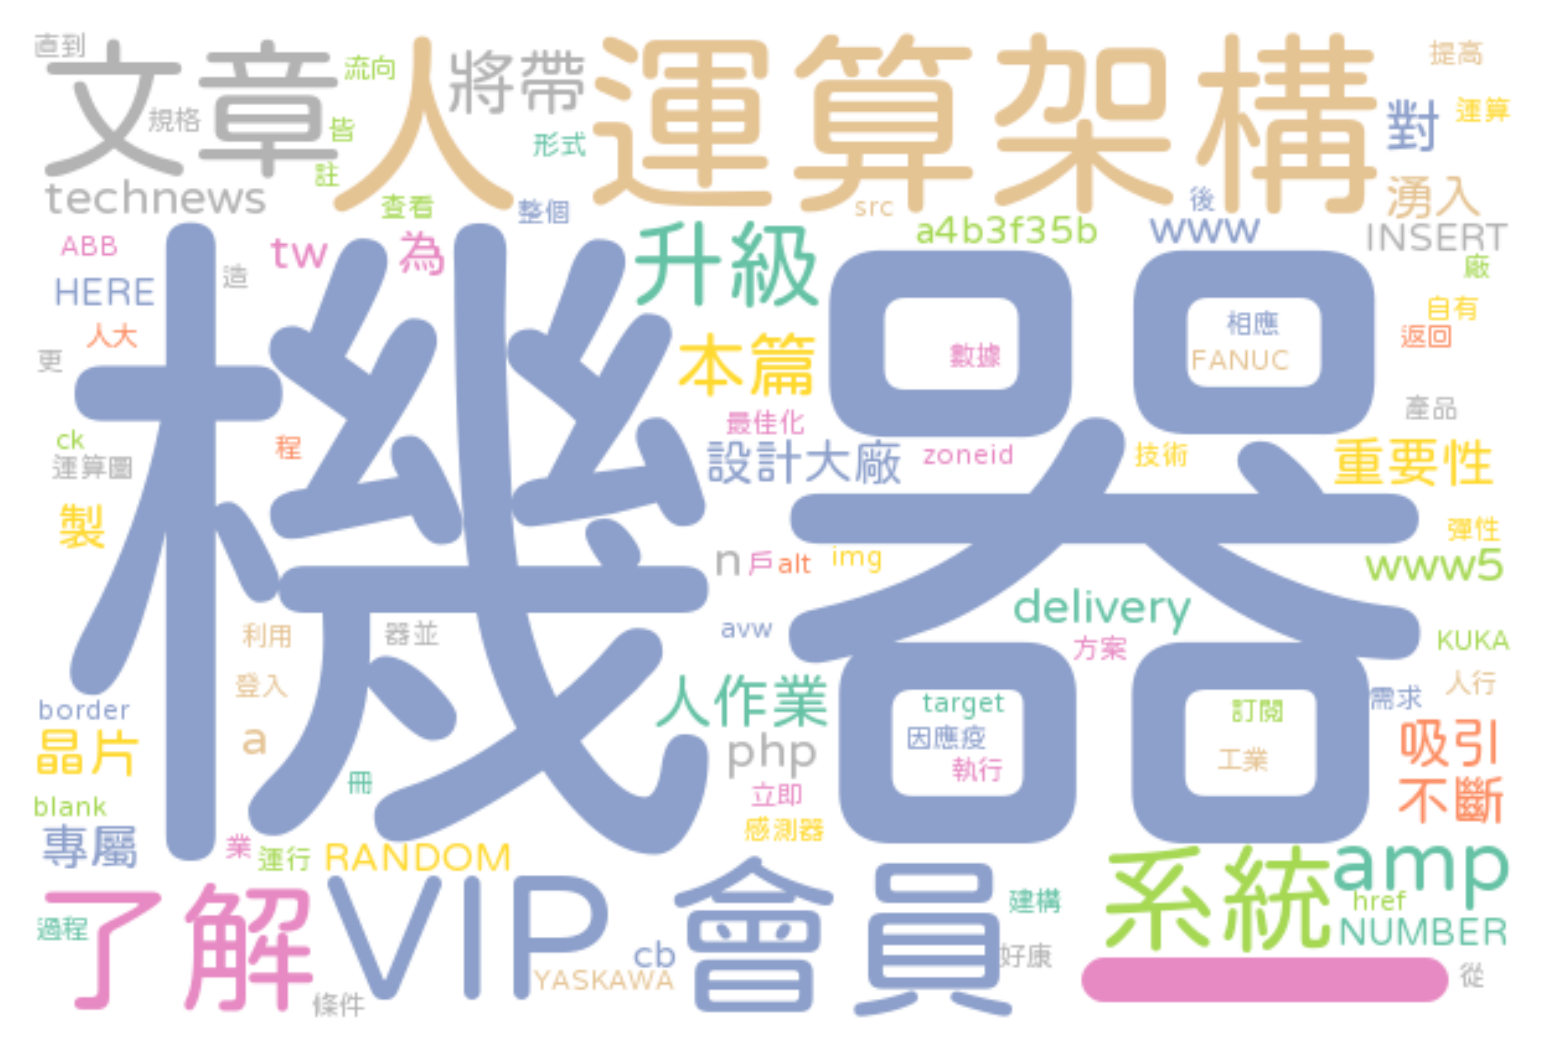 直到
文章
流向
人
將帶
運算架構
提高
規格
皆
註
形式
對
運算
technews
查看
整個
src
後
湧入
ABB
tw
為
造
升級
a4b3f35b
www
INSERT
廠
HERE
自有
相應
人大
更
本篇
數據
FANUC
返回
機器
最佳化
產品
ck
運算圖
程
設計大廠
zoneid
技術
重要性
製
n
戶
alt
img
彈性
www5
delivery
利用
器並
avw
方案
KUKA
登入
人作業
target
訂閱
需求
人行
border
晶片
a
冊
php
因應疫
執行
工業
吸引
不斷
blank
立即
感測器
專屬
業
運行
RANDOM
系統
amp
了解
VIP
會員
建構
href
NUMBER
過程
cb
YASKAWA
好康
從
條件